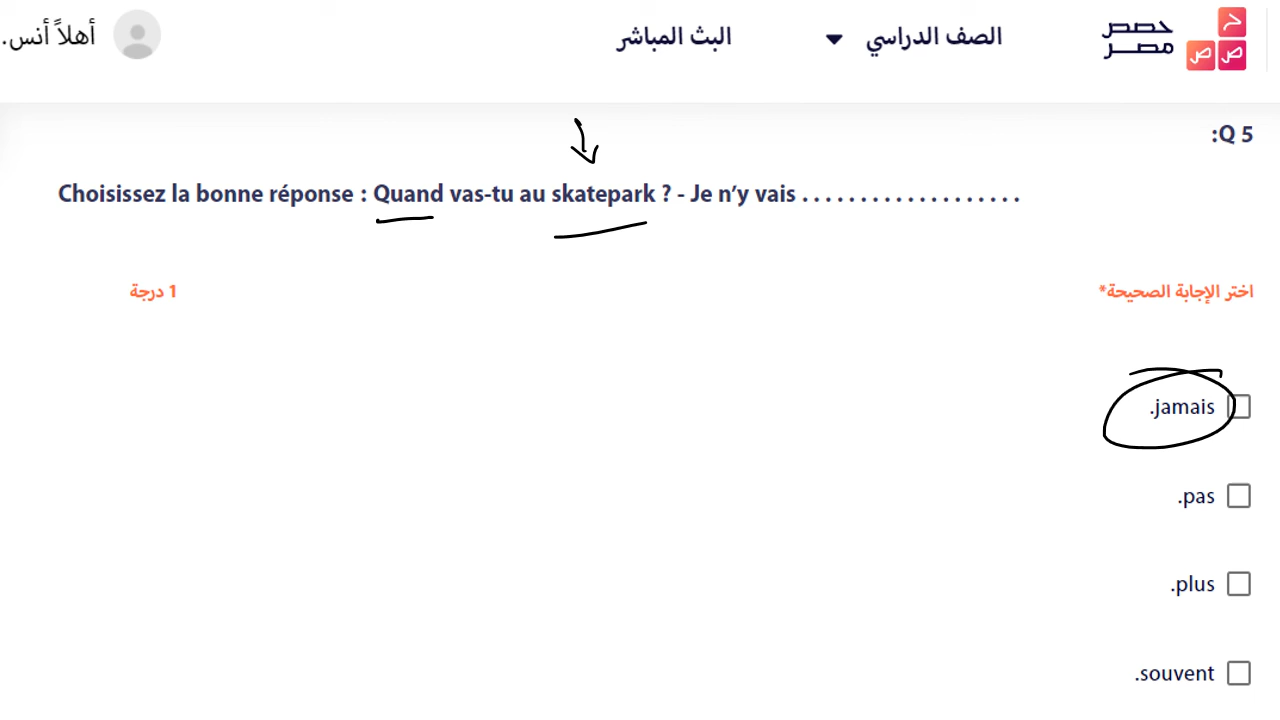 حصص مصر
ح
ص ص
الصف الدراسي
البث المباشر
أهلاً أنس.
Q 5:
Choisissez la bonne réponse : Quand vas-tu au skatepark ? - Je n’y vais . . . . . . . . . . . . . . . . . . .
اختر الإجابة الصحيحة*
1 درجة
jamais.
pas.
plus.
souvent.